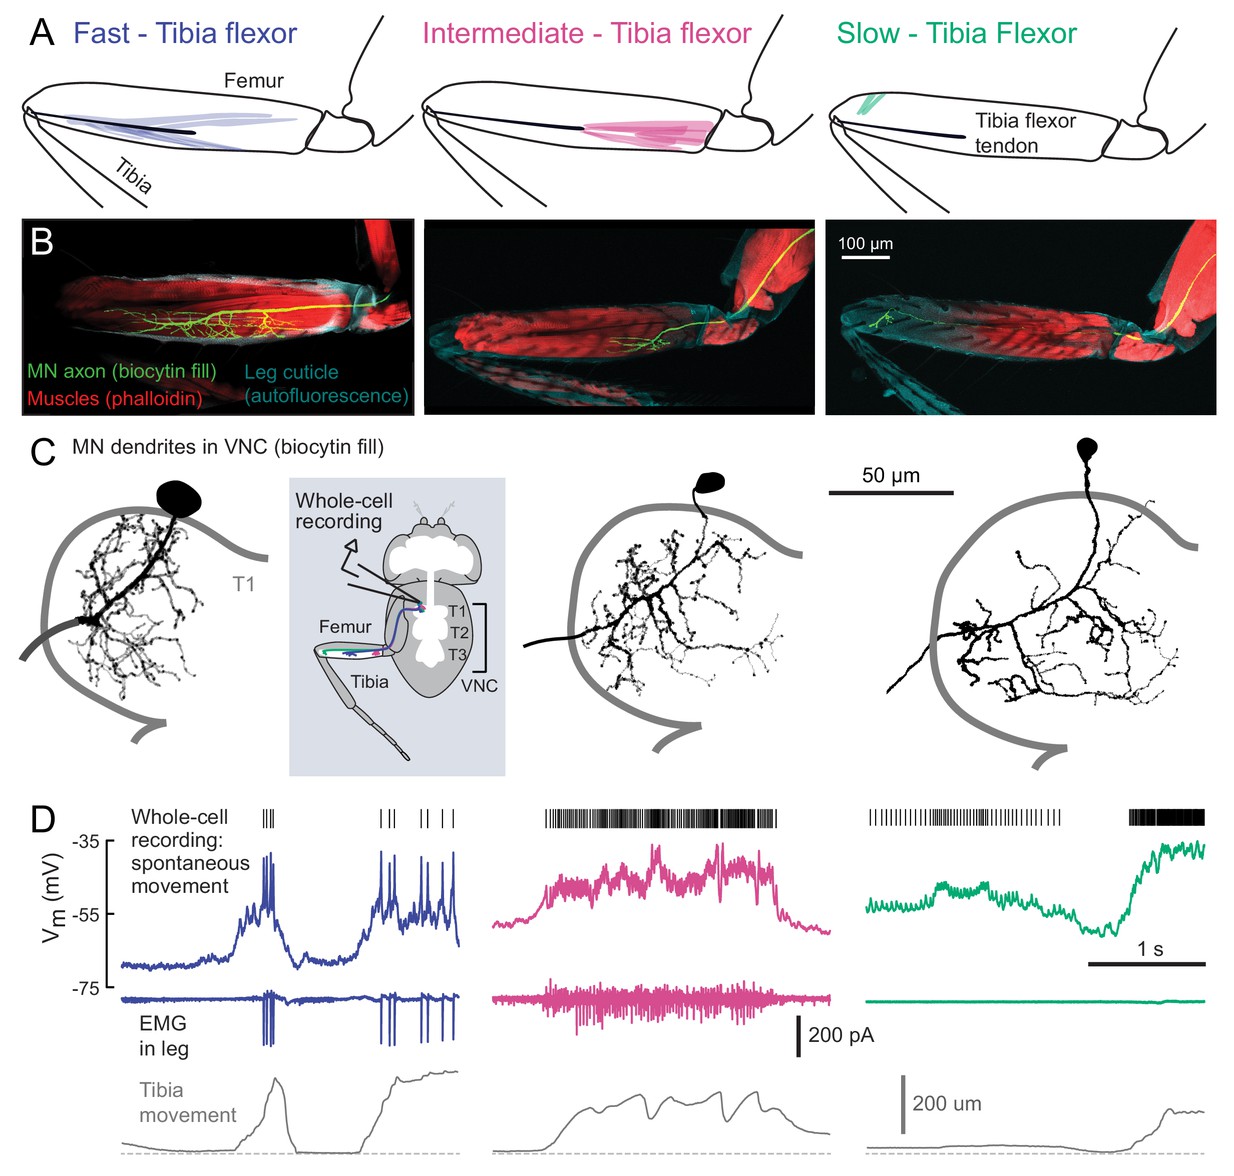 A
Fast - Tibia flexor
Intermediate - Tibia flexor
Slow - Tibia Flexor
Femur
Tibia
Tibia flexor
tendon
B
MN axon (biocytin fill)
Muscles (phalloidin)
Leg cuticle
(autofluorescence)
100 µm
C
MN dendrites in VNC (biocytin fill)
T1
Whole-cell
recording
Femur
Tibia
T1
T2
T3
VNC
50 µm
D
Whole-cell
recording:
spontaneous
movement
-35
-55
-75
Vm (mV)
1 s
EMG
in leg
200 pA
Tibia
movement
200 um